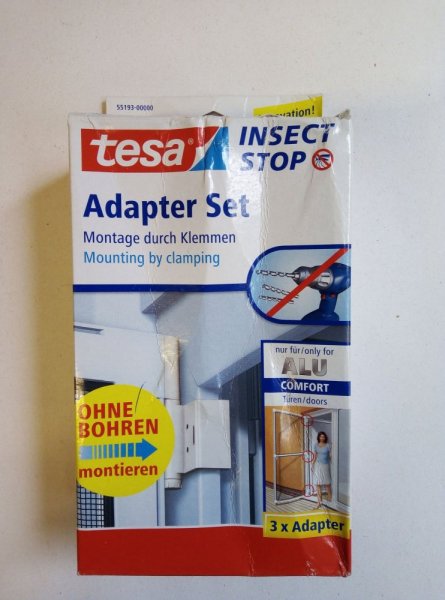 55193-00000
tesa
INSECT
STOP
Adapter Set
Montage durch Klemmen
Mounting by clamping
nur für/only for
ALU
COMFORT
Türen/doors
OHNE
BOHREN
montieren
3 x Adapter